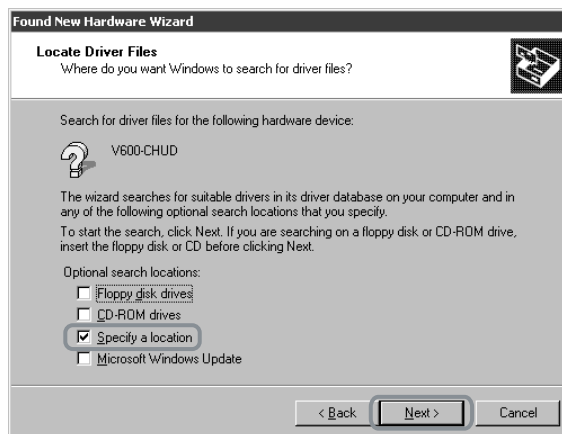 Found New Hardware Wizard
Locate Driver Files
Where do you want Windows to search for driver files?
Search for driver files for the following hardware device:
V600-CHUD
The wizard searches for suitable drivers in its driver database on your computer and in
any of the following optional search locations that you specify.
To start the search, click Next. If you are searching on a floppy disk or CD-ROM drive,
insert the floppy disk or CD before clicking Next.
Optional search locations:
Floppy disk drives
CD-ROM drives
Specify a location
Microsoft Windows Update
< Back Next > Cancel